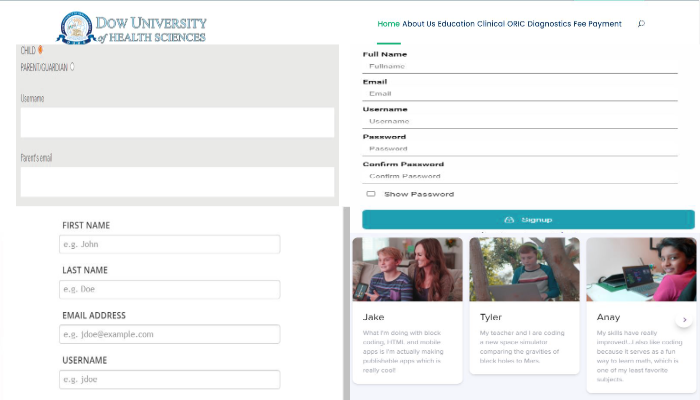 DOW UNIVERSITY
of HEALTH SCIENCES
Home About Us Education Clinical ORIC Diagnostics Fee Payment
CHILD
PARENT/GUARDIAN
Username
Parent's email
Full Name
Fullname
Email
Email
Username
Username
Password
Password
Confirm Password
Confirm Password
Show Password
Signup
FIRST NAME
e.g. John
LAST NAME
e.g. Doe
EMAIL ADDRESS
e.g. jdoe@example.com
USERNAME
e.g. jdoe
Jake
What I'm doing with block
coding, HTML and mobile
apps is I'm actually making
publishable apps which is
really cool!
Tyler
My teacher and I are coding
a new space simulator
comparing the gravities of
black holes to Mars.
Anay
My skills have really
improved!...I also like coding
because it serves as a fun
way to learn math, which is
one of my least favorite
subjects.